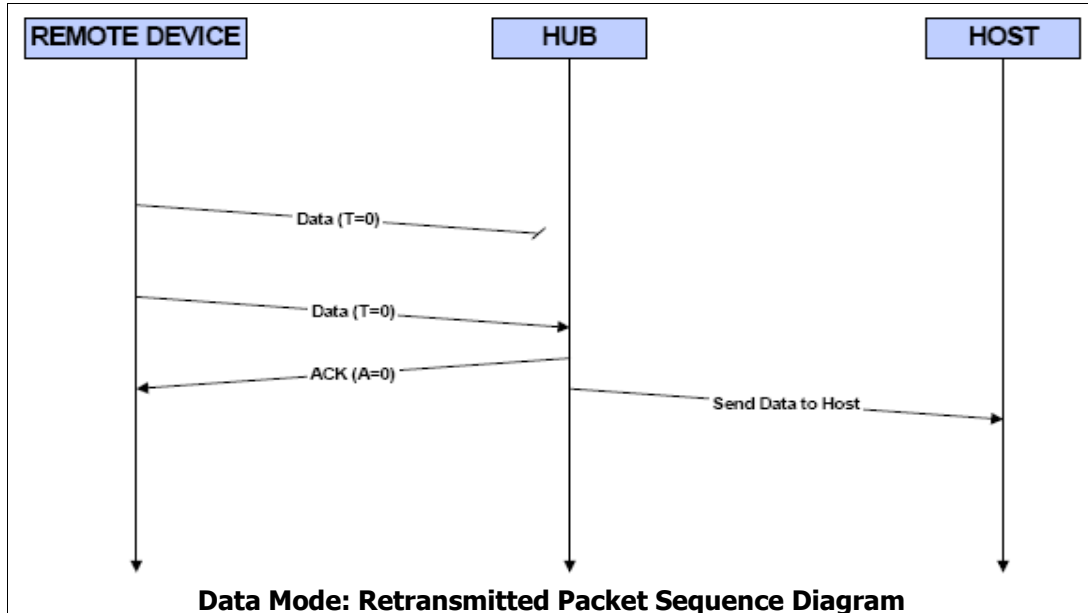 REMOTE DEVICE
HUB
HOST
Data (T=0)
Data (T=0)
ACK (A=0)
Send Data to Host
Data Mode: Retransmitted Packet Sequence Diagram